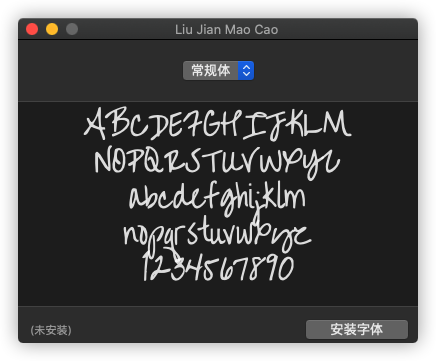 Liu Jian Mao Cao
常规体
ABCDEFGHIJKLM
NOPQRSTUVWXYZ
abcdefghijklm
nopqrstuvwxyz
1234567890
(未安装)
安装字体